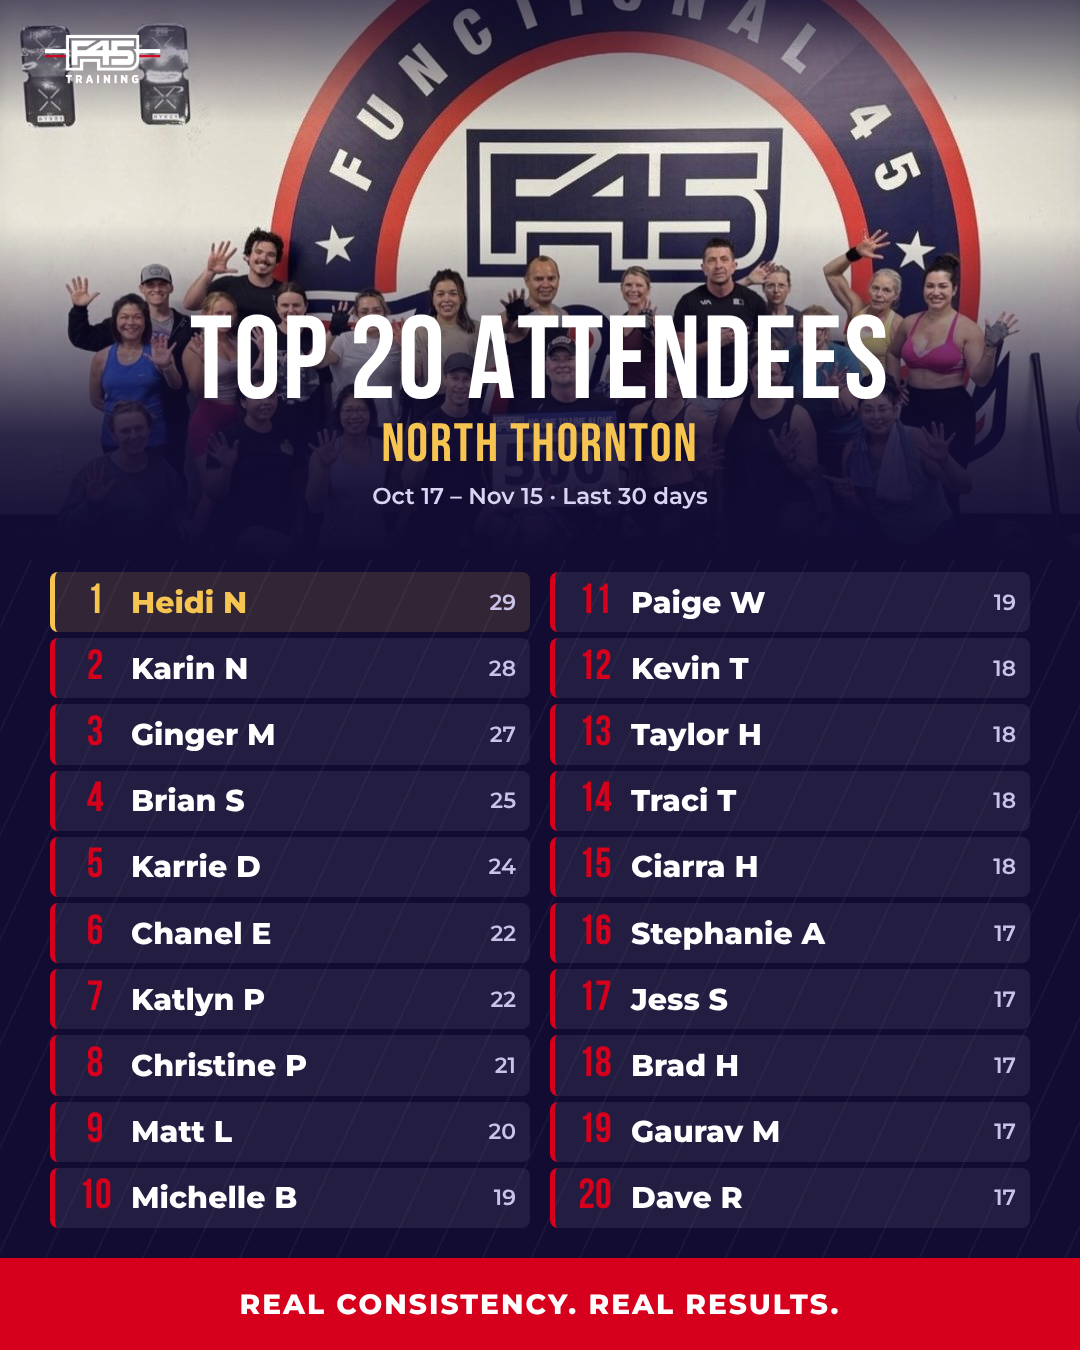 F45
TRAINING
FUNCTIONAL 45
F45
TOP 20 ATTENDEES
NORTH THORNTON
Oct 17 – Nov 15 · Last 30 days
1 Heidi N 29
2 Karin N 28
3 Ginger M 27
4 Brian S 25
5 Karrie D 24
6 Chanel E 22
7 Katlyn P 22
8 Christine P 21
9 Matt L 20
10 Michelle B 19
11 Paige W 19
12 Kevin T 18
13 Taylor H 18
14 Traci T 18
15 Ciarra H 18
16 Stephanie A 17
17 Jess S 17
18 Brad H 17
19 Gaurav M 17
20 Dave R 17
REAL CONSISTENCY. REAL RESULTS.